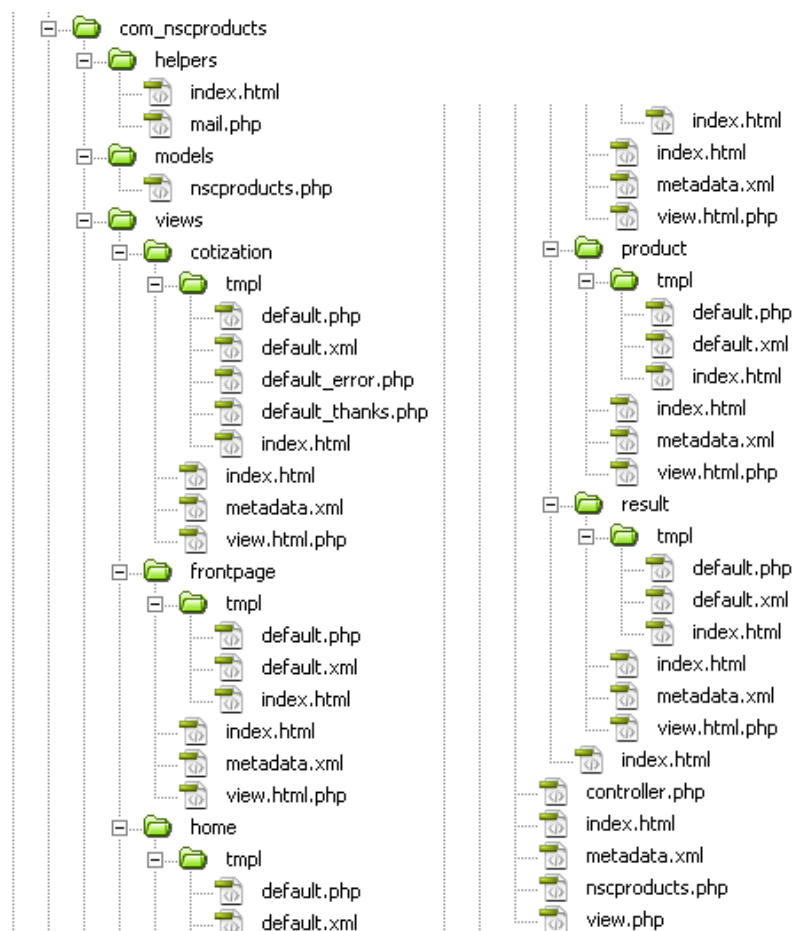 com_nscproducts
helpers
index.html
mail.php
models
nscproducts.php
views
cotization
tmpl
default.php
default.xml
default_error.php
default_thanks.php
index.html
index.html
metadata.xml
view.html.php
frontpage
tmpl
default.php
default.xml
index.html
index.html
metadata.xml
view.html.php
home
tmpl
default.php
default.xml
index.html
index.html
metadata.xml
view.html.php
product
tmpl
default.php
default.xml
index.html
index.html
metadata.xml
view.html.php
result
tmpl
default.php
default.xml
index.html
index.html
metadata.xml
view.html.php
index.html
controller.php
index.html
metadata.xml
nscproducts.php
view.php